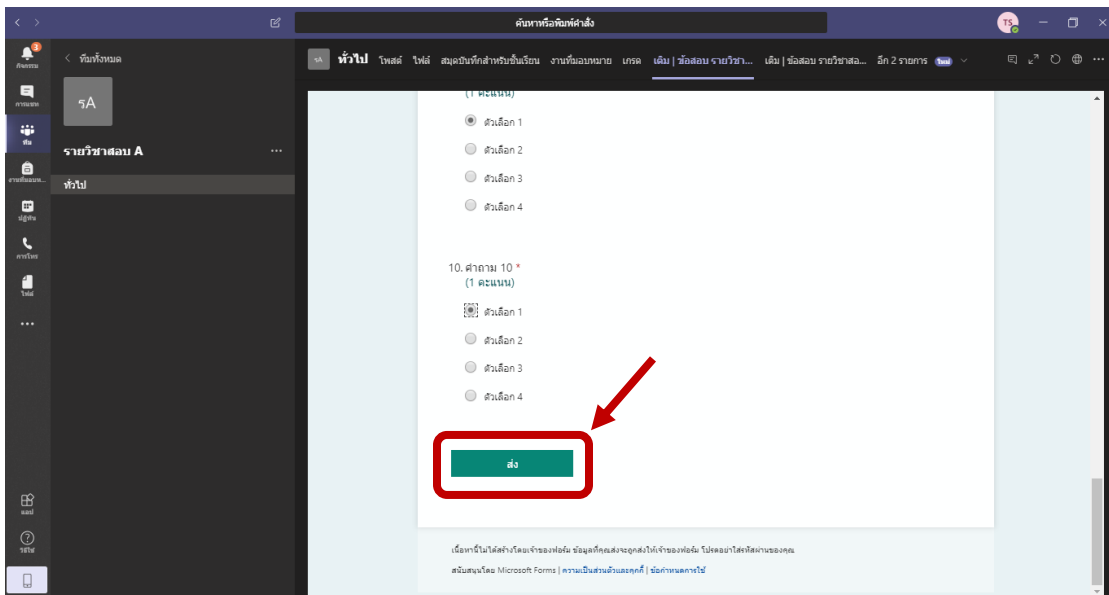 ค้นหาหรือพิมพ์คำสั่ง
TS
3
กิจกรรม
การแชท
ทีม
งานที่มอบห...
ปฏิทิน
การโทร
ไฟล์
แอป
วิธีใช้
ทีมทั้งหมด
รA
รายวิชาสอบ A
ทั่วไป
รA ทั่วไป โพสต์ ไฟล์ สมุดบันทึกสำหรับชั้นเรียน งานที่มอบหมาย เกรด เติม | ข้อสอบ รายวิชา... เติม | ข้อสอบ รายวิชาสอ... อีก 2 รายการ ใหม่
(1 คะแนน)
ตัวเลือก 1
ตัวเลือก 2
ตัวเลือก 3
ตัวเลือก 4
10. คำถาม 10 *
(1 คะแนน)
ตัวเลือก 1
ตัวเลือก 2
ตัวเลือก 3
ตัวเลือก 4
ส่ง
เนื้อหานี้ไม่ได้สร้างโดยเจ้าของฟอร์ม ข้อมูลที่คุณส่งจะถูกส่งให้เจ้าของฟอร์ม โปรดอย่าใส่รหัสผ่านของคุณ
สนับสนุนโดย Microsoft Forms | ความเป็นส่วนตัวและคุกกี้ | ข้อกำหนดการใช้